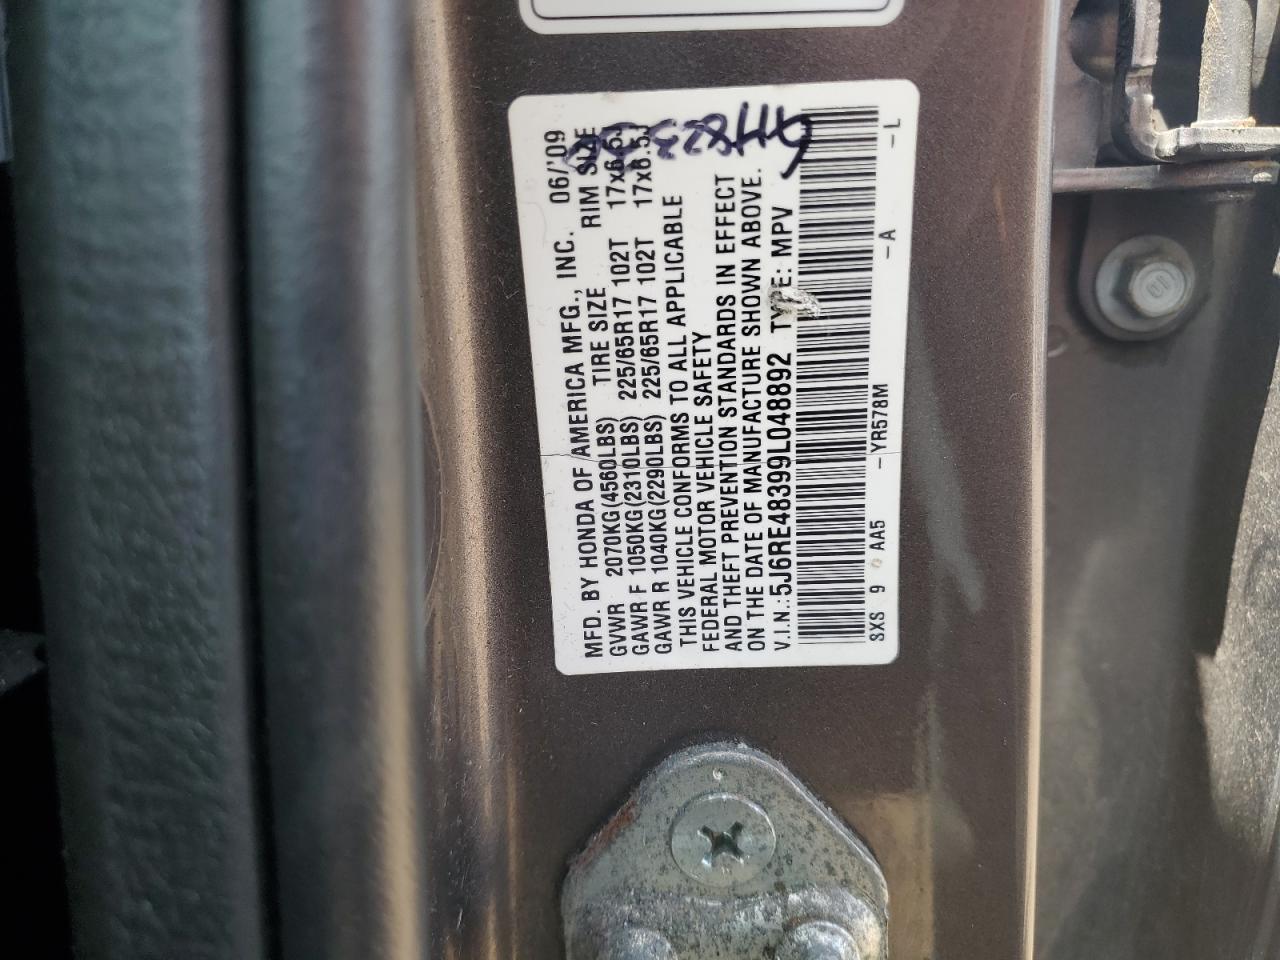 MFD. BY HONDA OF AMERICA MFG., INC. 06/'09
GVWR 2070KG(4560LBS) TIRE SIZE RIM SIZE
GAWR F 1050KG(2310LBS) 225/65R17 102T 17x6.5J
GAWR R 1040KG(2290LBS) 225/65R17 102T 17x6.5J
THIS VEHICLE CONFORMS TO ALL APPLICABLE
FEDERAL MOTOR VEHICLE SAFETY
AND THEFT PREVENTION STANDARDS IN EFFECT
ON THE DATE OF MANUFACTURE SHOWN ABOVE.
V.I.N.:5J6RE48399L048892 TYPE: MPV
SXS 9 0 AA5 -YR578M -A -L